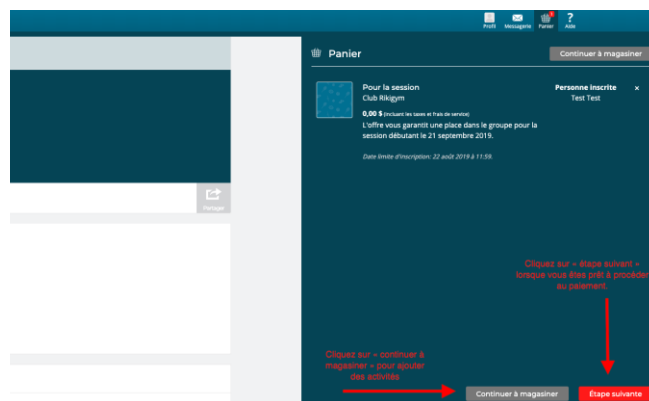 Profil Messagerie Panier Aide
Panier
Continuer à magasiner
Pour la session
Club Rikigym
Personne inscrite ×
Test Test
0,00 $ (incluant les taxes et frais de service)
L'offre vous garantit une place dans le groupe pour la
session débutant le 21 septembre 2019.
Date limite d'inscription: 22 août 2019 à 11:59.
Partager
Cliquez sur « étape suivant »
lorsque vous êtes prêt à procéder
au paiement.
Cliquez sur « continuer à
magasiner » pour ajouter
des activités
Continuer à magasiner
Étape suivante